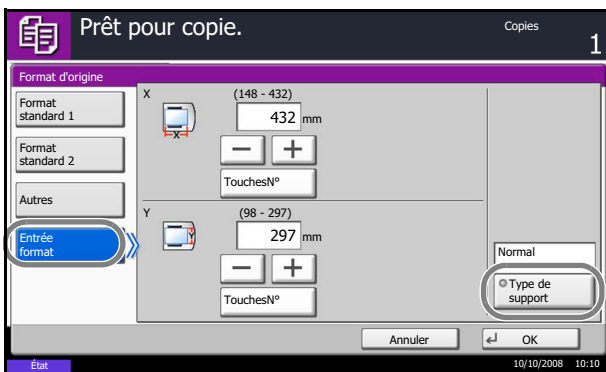 Prêt pour copie.
Copies
1
Format d'origine
Format
standard 1
Format
standard 2
Autres
Entrée
format
X
(148 - 432)
432 mm
X
− +
TouchesN°
Y
(98 - 297)
297 mm
Y
− +
TouchesN°
Normal
Type de
support
Annuler
OK
État
10/10/2008 10:10